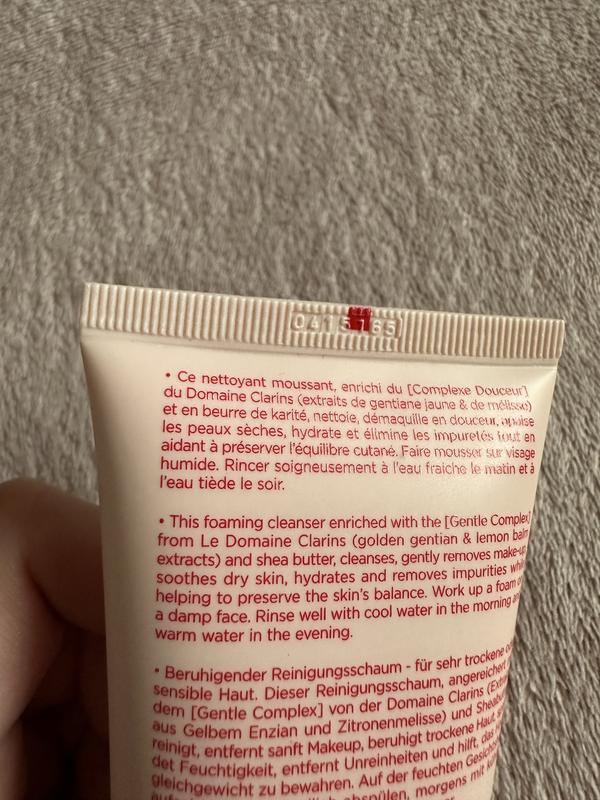 0415165
• Ce nettoyant moussant, enrichi du [Complexe Douceur]
du Domaine Clarins (extraits de gentiane jaune & de mélisse)
et en beurre de karité, nettoie, démaquille en douceur, apaise
les peaux sèches, hydrate et élimine les impuretés tout en
aidant à préserver l'équilibre cutané. Faire mousser sur visage
humide. Rincer soigneusement à l'eau fraîche le matin et à
l'eau tiède le soir.
• This foaming cleanser enriched with the [Gentle Complex]
from Le Domaine Clarins (golden gentian & lemon balm
extracts) and shea butter, cleanses, gently removes make-up,
soothes dry skin, hydrates and removes impurities
helping to preserve the skin's balance. Work up a foam
a damp face. Rinse well with cool water in the morning
warm water in the evening.
• Beruhigender Reinigungsschaum - für sehr trockene
sensible Haut. Dieser Reinigungsschaum, angereichert
dem [Gentle Complex] von der Domaine Clarins
aus Gelbem Enzian und Zitronenmelisse) und
reinigt, entfernt sanft Makeup, beruhigt trockene Haut,
det Feuchtigkeit, entfernt Unreinheiten und hilft, das
gleichgewicht zu bewahren. Auf der feuchten
abspülen, morgens mit